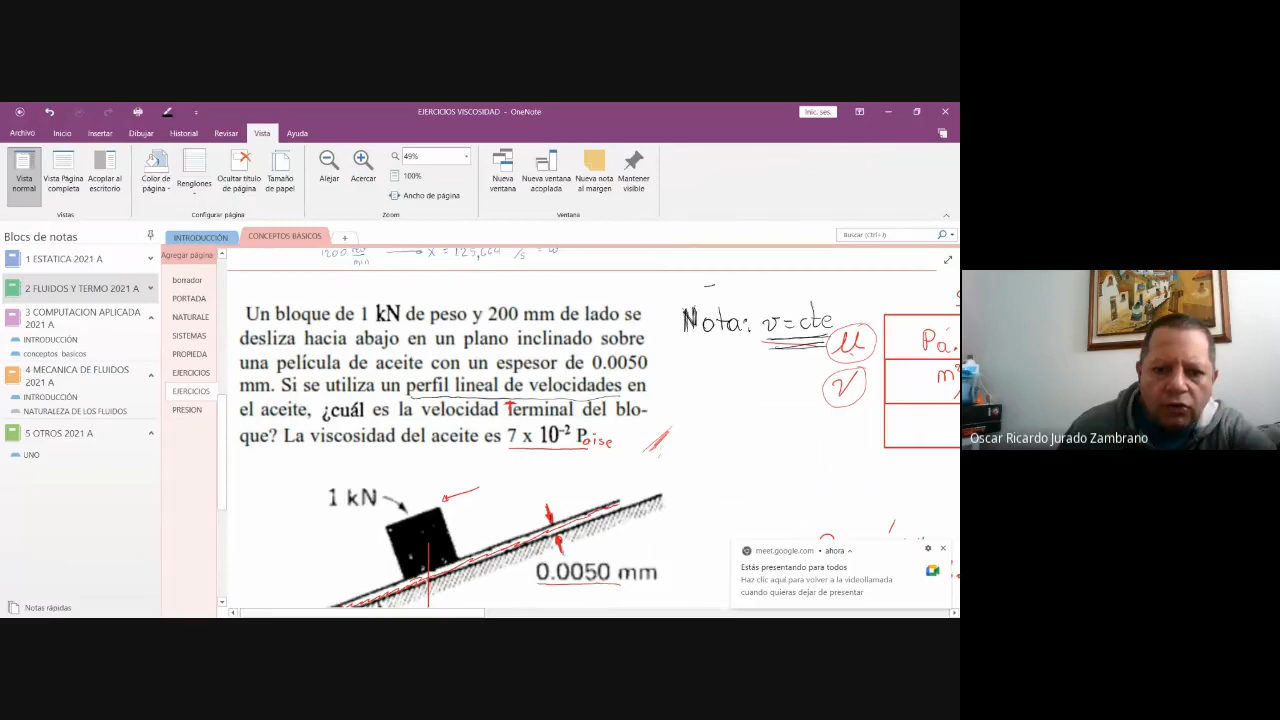 EJERCICIOS VISCOSIDAD - OneNote
Inic. ses.
Archivo Inicio Insertar Dibujar Historial Revisar Vista Ayuda
Vista normal
Vista Página completa
Acoplar al escritorio
Vistas
Color de página
Renglones
Ocultar título de página
Tamaño de papel
Configurar página
Alejar
Acercar
49%
100%
Ancho de página
Zoom
Nueva ventana
Nueva ventana acoplada
Nueva nota al margen
Mantener visible
Ventana
Blocs de notas
INTRODUCCIÓN
CONCEPTOS BÁSICOS
Buscar (Ctrl+I)
1 ESTATICA 2021 A
2 FLUIDOS Y TERMO 2021 A
3 COMPUTACION APLICADA
2021 A
INTRODUCCIÓN
conceptos basicos
4 MECANICA DE FLUIDOS
2021 A
INTRODUCCIÓN
NATURALEZA DE LOS FLUIDOS
5 OTROS 2021 A
UNO
Notas rápidas
Agregar página
borrador
PORTADA
NATURALE
SISTEMAS
PROPIEDA
EJERCICIOS
EJERCICIOS
PRESION
min
Un bloque de 1 kN de peso y 200 mm de lado se
desliza hacia abajo en un plano inclinado sobre
una película de aceite con un espesor de 0.0050
mm. Si se utiliza un perfil lineal de velocidades en
el aceite, ¿cuál es la velocidad terminal del blo-
que? La viscosidad del aceite es 7 x 10⁻² Poise
1 kN
0.0050 mm
Nota: v=cte
μ
ν
meet.google.com • ahora
Estás presentando para todos
Haz clic aquí para volver a la videollamada
cuando quieras dejar de presentar
Oscar Ricardo Jurado Zambrano